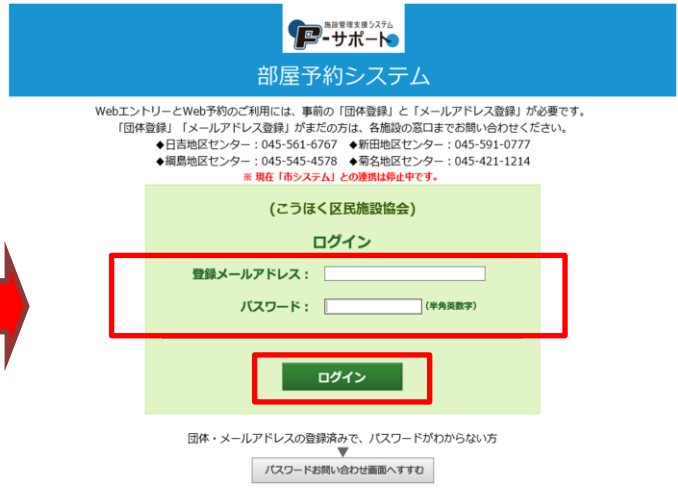 施設管理支援システム
F-サポート
部屋予約システム
WebエントリーとWeb予約のご利用には、事前の「団体登録」と「メールアドレス登録」が必要です。
「団体登録」「メールアドレス登録」がまだの方は、各施設の窓口までお問い合わせください。
◆日吉地区センター：045-561-6767 ◆新田地区センター：045-591-0777
◆綱島地区センター：045-545-4578 ◆菊名地区センター：045-421-1214
※ 現在「市システム」との連携は停止中です。
(こうほく区民施設協会)
ログイン
登録メールアドレス：
パスワード： (半角英数字)
ログイン
団体・メールアドレスの登録済みで、パスワードがわからない方
▼
パスワードお問い合わせ画面へすすむ